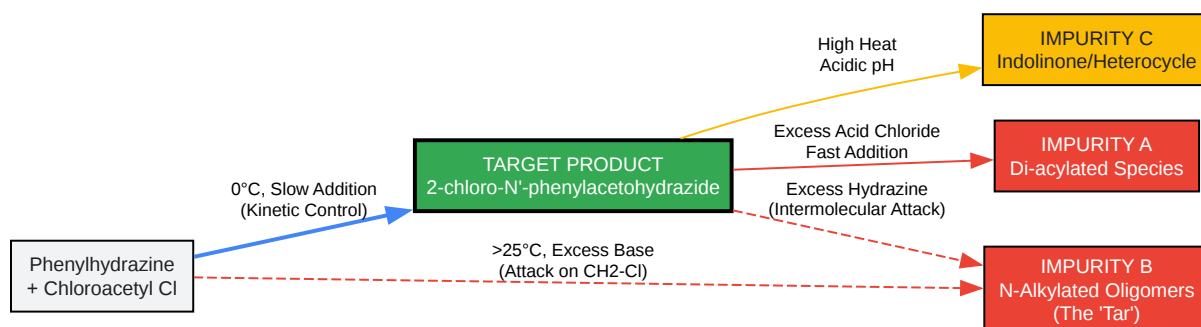 High Heat
Acidic pH
IMPURITY C
Indolinone/Heterocycle
Excess Acid Chloride
Fast Addition
IMPURITY A
Di-acylated Species
TARGET PRODUCT
2-chloro-N'-phenylacetohydrazide
0°C, Slow Addition
(Kinetic Control)
Excess Hydrazine
(Intermolecular Attack)
>25°C, Excess Base
(Attack on CH2-Cl)
Phenylhydrazine
+ Chloroacetyl Cl
IMPURITY B
N-Alkylated Oligomers
(The 'Tar')